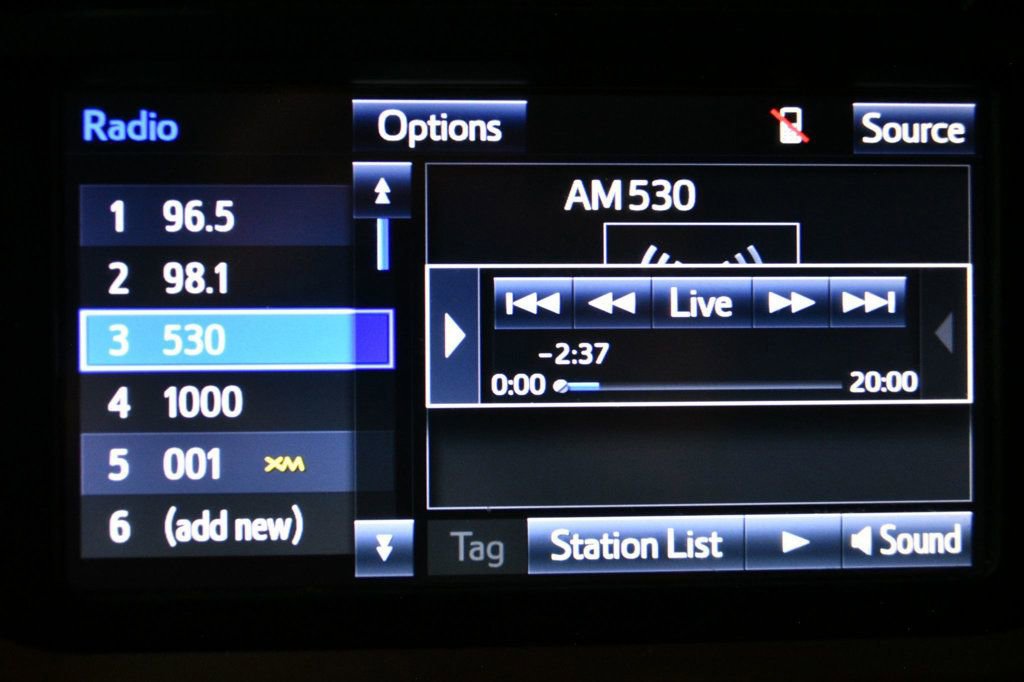 Radio
Options
Source
1 96.5
2 98.1
3 530
4 1000
5 001 XM
6 (add new)
AM 530
Live
-2:37
0:00
20:00
Tag
Station List
Sound